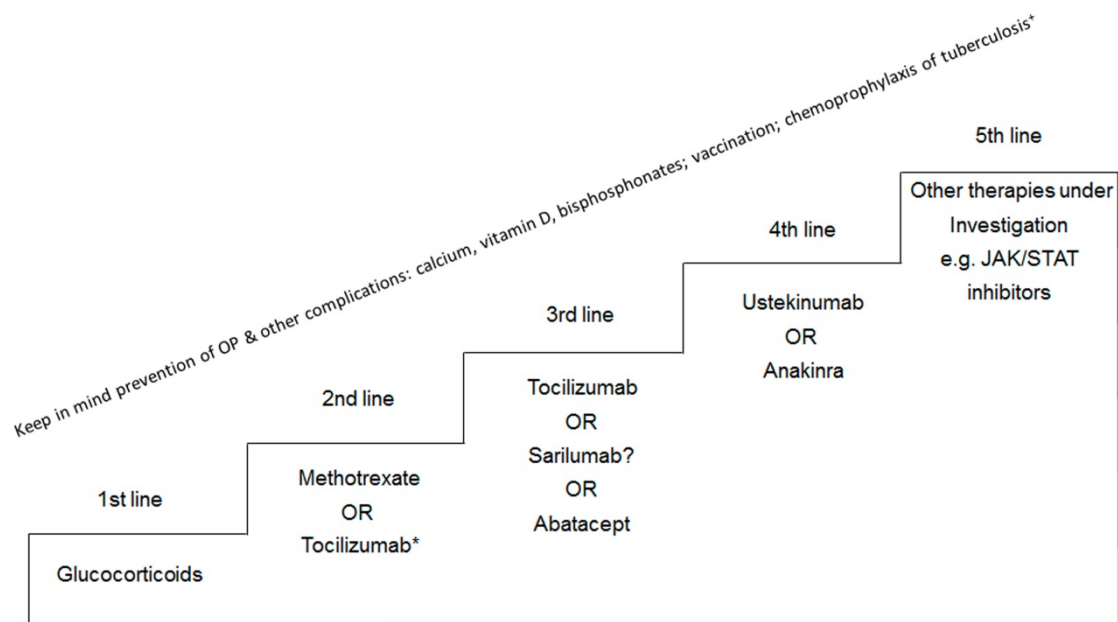 Keep in mind prevention of OP & other complications: calcium, vitamin D, bisphosphonates; vaccination; chemoprophylaxis of tuberculosis⁺
1st line
Glucocorticoids
2nd line
Methotrexate
OR
Tocilizumab*
3rd line
Tocilizumab
OR
Sarilumab?
OR
Abatacept
4th line
Ustekinumab
OR
Anakinra
5th line
Other therapies under
Investigation
e.g. JAK/STAT
inhibitors